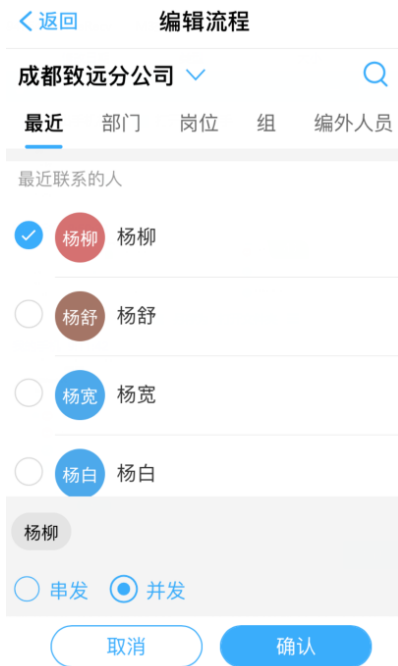 返回 编辑流程
成都致远分公司
最近 部门 岗位 组 编外人员
最近联系的人
杨柳 杨柳
杨舒 杨舒
杨宽 杨宽
杨白 杨白
杨柳
串发 并发
取消 确认